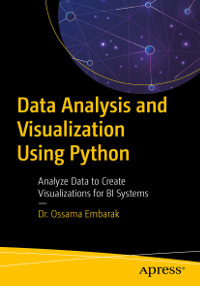 Data Analysis and
Visualization
Using Python
Analyze Data to Create
Visualizations for BI Systems
—
Dr. Ossama Embarak
Apress®